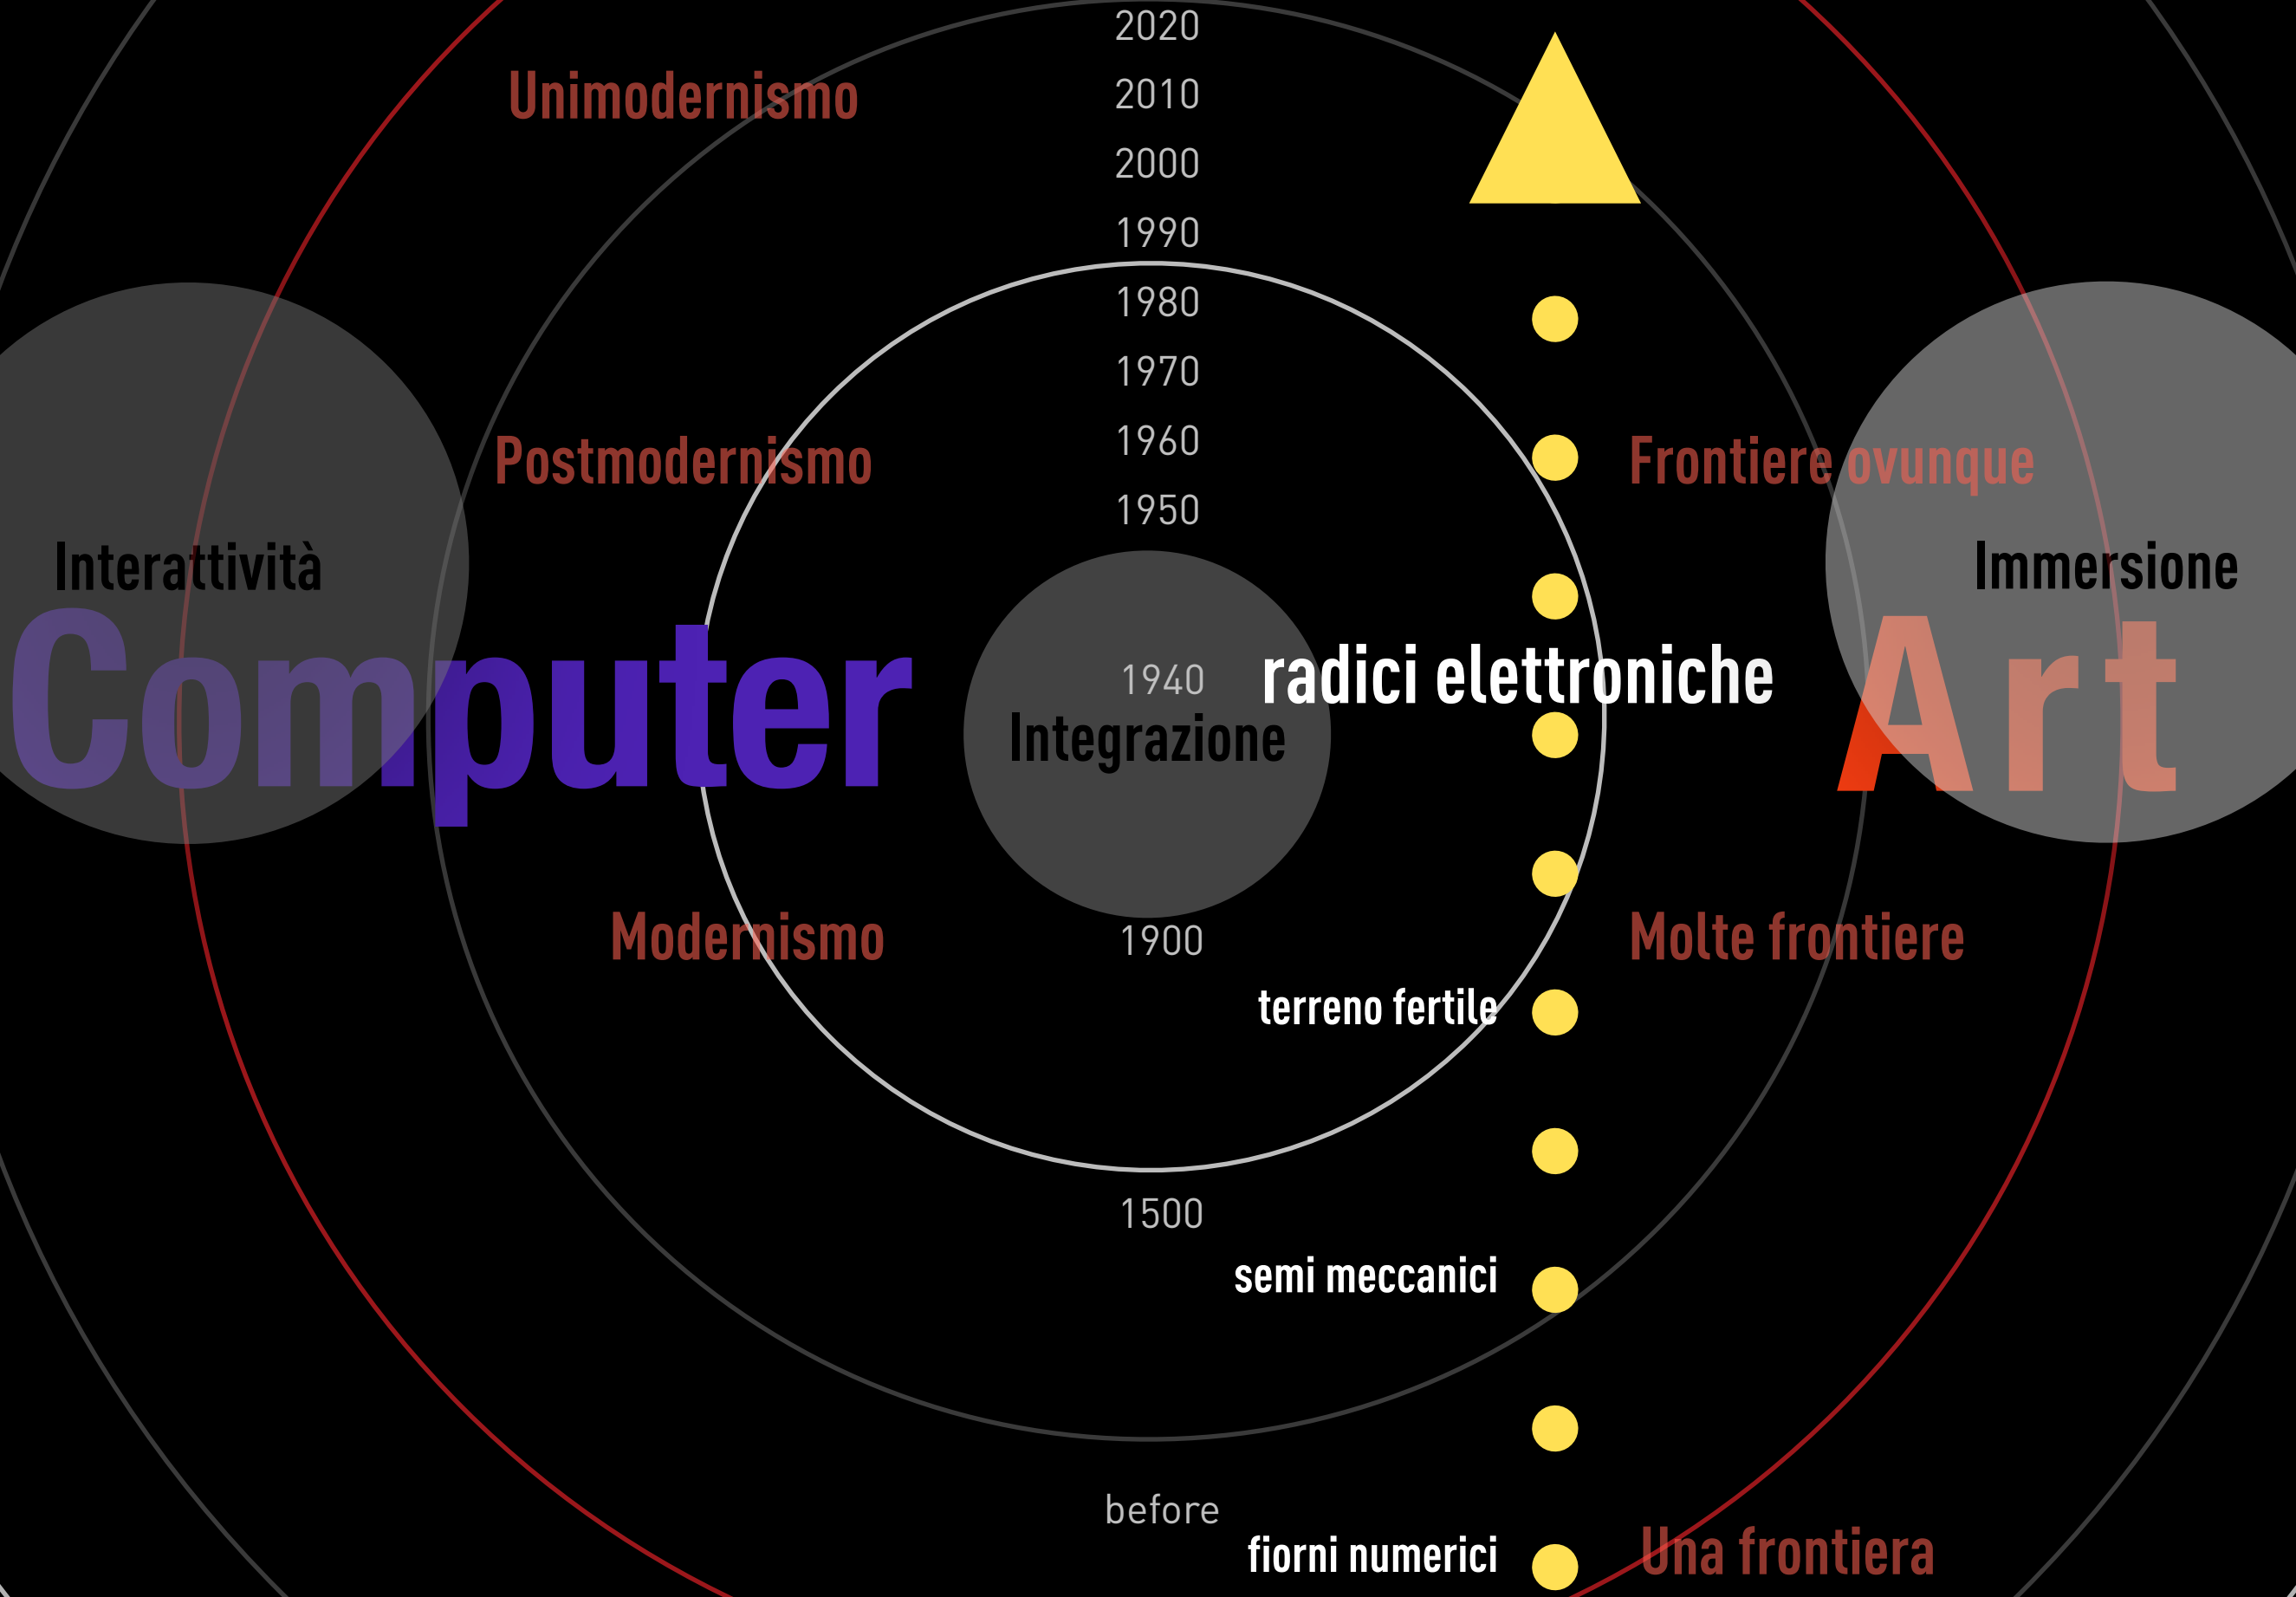 2020
Unimodernismo
2010
2000
1990
1980
1970
1960
Postmodernismo
Frontiere ovunque
1950
Interattività
Immersione
1940
radici elettroniche
Computer
Art
Integrazione
Modernismo
1900
Molte frontiere
terreno fertile
1500
semi meccanici
before
fiorni numerici
Una frontiera